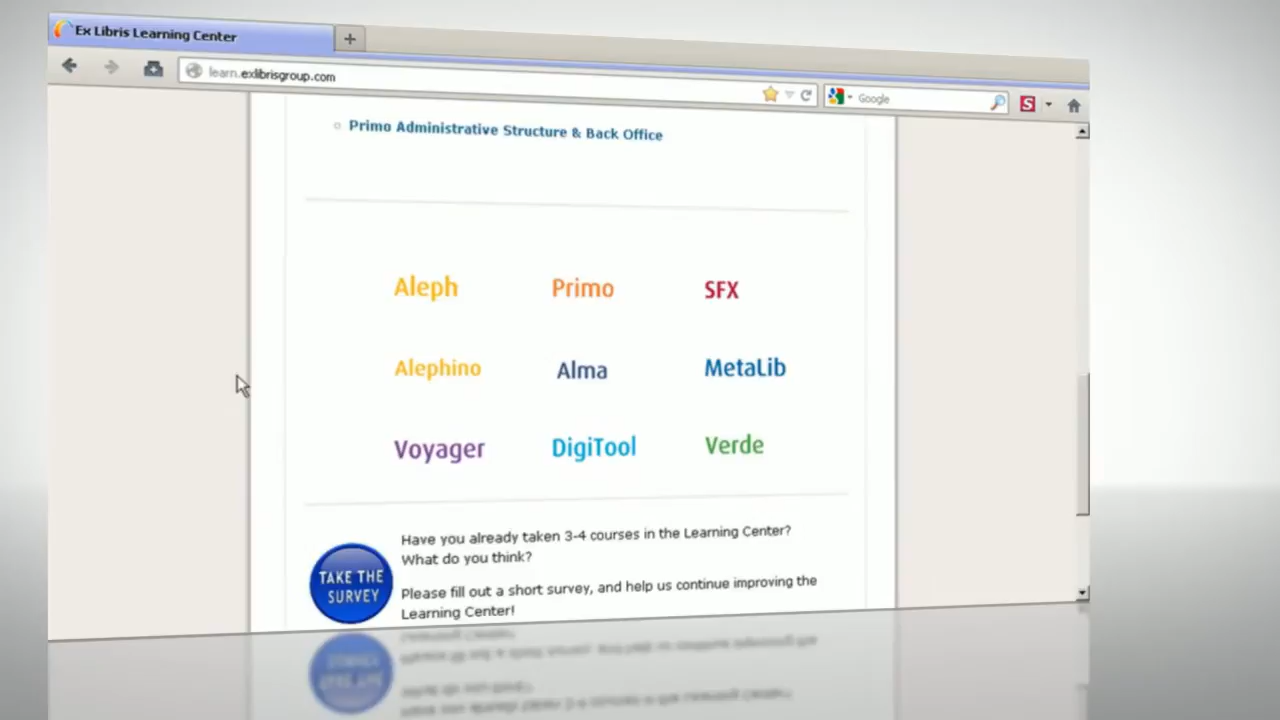 Ex Libris Learning Center
learn.exlibrisgroup.com
Google
S
Primo Administrative Structure & Back Office
Aleph Primo SFX
Alephino Alma MetaLib
Voyager DigiTool Verde
TAKE THE
SURVEY
Have you already taken 3-4 courses in the Learning Center?
What do you think?
Please fill out a short survey, and help us continue improving the
Learning Center!